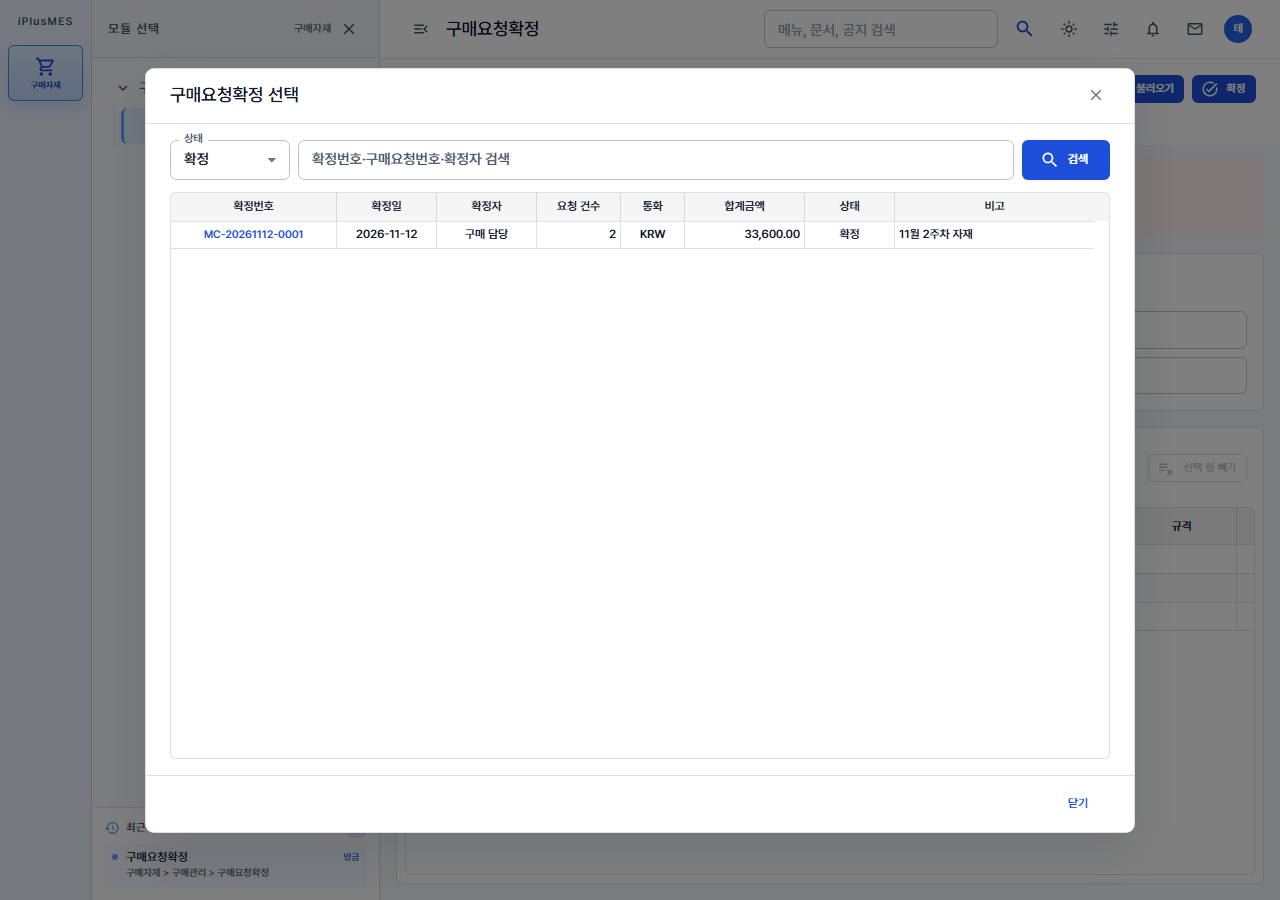 iPlusMES
구매자재
모듈 선택
구매자재
구매요청확정
메뉴, 문서, 공지 검색
테
불러오기
확정
구매요청확정 선택
상태
확정
확정번호·구매요청번호·확정자 검색
검색
확정번호 확정일 확정자 요청 건수 통화 합계금액 상태 비고
MC-20261112-0001 2026-11-12 구매 담당 2 KRW 33,600.00 확정 11월 2주차 자재
선택 행 빼기
규격
닫기
최근
구매요청확정 방금
구매자재 > 구매관리 > 구매요청확정